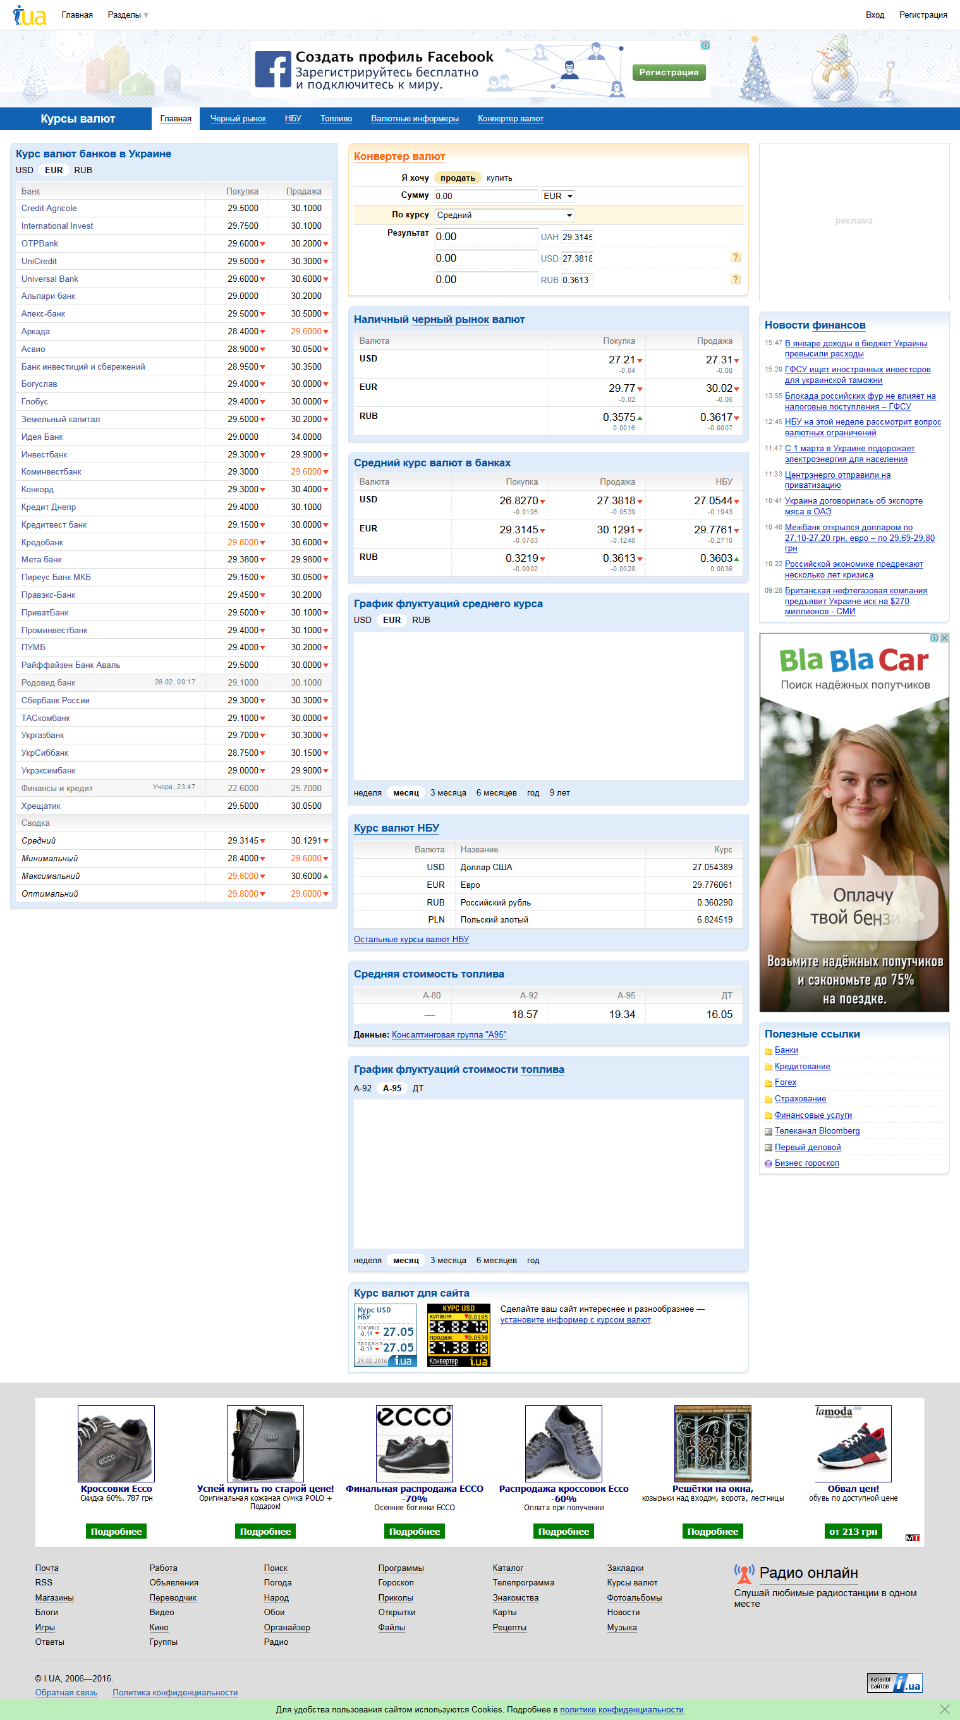 i.ua Главная Разделы Вход Регистрация
Создать профиль Facebook
Зарегистрируйтесь бесплатно
и подключитесь к миру.
Регистрация
Курсы валют Главная Черный рынок НБУ Топливо Валютные информеры Конвертер валют
Курс валют банков в Украине
USD EUR RUB
Банк Покупка Продажа
Credit Agricole 29.5000 30.1000
International Invest 29.7500 30.1000
OTPBank 29.6000 30.2000
UniCredit 29.5000 30.3000
Universal Bank 29.6000 30.6000
Альпари банк 29.0000 30.2000
Апекс-банк 29.5000 30.5000
Аркада 28.4000 29.6000
Асвио 28.9000 30.0500
Банк инвестиций и сбережений 28.9500 30.3500
Богуслав 29.4000 30.0000
Глобус 29.4000 30.0000
Земельный капитал 29.5000 30.2000
Идея Банк 29.0000 34.0000
Инвестбанк 29.3000 29.9000
Коминвестбанк 29.3000 29.6000
Конкорд 29.3000 30.4000
Кредит Днепр 29.4000 30.1000
Кредитвест банк 29.1500 30.0000
Кредобанк 29.8000 30.6000
Мета банк 29.3800 29.9800
Пиреус Банк МКБ 29.1500 30.0500
Правэкс-Банк 29.4500 30.2000
ПриватБанк 29.5000 30.1000
Проминвестбанк 29.4000 30.1000
ПУМБ 29.4000 30.2000
Райффайзен Банк Аваль 29.5000 30.0000
Родовид банк 26.02, 09:17 29.1000 30.1000
Сбербанк России 29.3000 30.3000
ТАСкомбанк 29.1000 30.0000
Укргазбанк 29.7000 30.3000
УкрСиббанк 28.7500 30.1500
Укрэксимбанк 29.0000 29.9000
Финансы и кредит Учора, 23:47 22.6000 25.7000
Хрещатик 29.5000 30.0500
Сводка
Средний 29.3145 30.1291
Минимальный 28.4000 29.6000
Максимальный 29.8000 30.6000
Оптимальный 29.8000 29.6000
Конвертер валют
Я хочу продать купить
Сумму 0.00 EUR
По курсу Средний
Результат 0.00 UAH 29.3145
0.00 USD 27.3818 ?
0.00 RUB 0.3613 ?
Наличный черный рынок валют
Валюта Покупка Продажа
USD 27.21 27.31
-0.04 -0.08
EUR 29.77 30.02
-0.02 -0.06
RUB 0.3575 0.3617
0.0016 -0.0007
Средний курс валют в банках
Валюта Покупка Продажа НБУ
USD 26.8270 27.3818 27.0544
-0.0195 -0.0539 -0.1943
EUR 29.3145 30.1291 29.7761
-0.0783 -0.1248 -0.2710
RUB 0.3219 0.3613 0.3603
-0.0002 -0.0028 0.0036
График флуктуаций среднего курса
USD EUR RUB
неделя месяц 3 месяца 6 месяцев год 9 лет
Курс валют НБУ
Валюта Название Курс
USD Доллар США 27.054389
EUR Евро 29.776061
RUB Российский рубль 0.360290
PLN Польский злотый 6.824519
Остальные курсы валют НБУ
Средняя стоимость топлива
А-80 А-92 А-95 ДТ
— 18.57 19.34 16.05
Данные: Консалтинговая группа "А95"
График флуктуаций стоимости топлива
А-92 А-95 ДТ
неделя месяц 3 месяца 6 месяцев год
Курс валют для сайта
Курс USD
НБУ
покупка
-0.19 27.05
продажа
-0.19 27.05
29.02.2016 i.ua
КУРС USD
купівля 0.0195
26.8270
продаж 0.0539
27.3818
Конвертер i.ua
Сделайте ваш сайт интереснее и разнообразнее —
установите информер с курсом валют.
реклама
Новости финансов
15:47 В январе доходы в бюджет Украины
превысили расходы
15:20 ГФСУ ищет иностранных инвесторов
для украинской таможни
13:55 Блокада российских фур не влияет на
налоговые поступления – ГФСУ
12:45 НБУ на этой неделе рассмотрит вопрос
валютных ограничений
11:47 С 1 марта в Украине подорожает
электроэнергия для населения
11:33 Центрэнерго отправили на
приватизацию
10:41 Украина договорилась об экспорте
мяса в ОАЭ
10:40 Межбанк открылся долларом по
27,10-27,20 грн, евро – по 29,69-29,80
грн
10:22 Российской экономике предрекают
несколько лет кризиса
09:26 Британская нефтегазовая компания
предъявит Украине иск на $270
миллионов - СМИ
Bla Bla Car
Поиск надёжных попутчиков
Оплачу
твой бензи
Возьмите надёжных попутчиков
и сэкономьте до 75%
на поездке.
Полезные ссылки
Банки
Кредитование
Forex
Страхование
Финансовые услуги
Телеканал Bloomberg
Первый деловой
Бизнес гороскоп
ecco
lamoda
Кроссовки Ecco
Скидка 60%. 787 грн
Подробнее
Успей купить по старой цене!
Оригинальная кожаная сумка POLO +
Подарок!
Подробнее
Финальная распродажа ECCO
-70%
Осенние ботинки ECCO
Подробнее
Распродажа кроссовок Ecco
-60%
Оплата при получении
Подробнее
Решётки на окна,
козырьки над входом, ворота, лестницы
Подробнее
Обвал цен!
обувь по доступной цене
от 213 грн
МТ
Почта Работа Поиск Программы Каталог Закладки
RSS Объявления Погода Гороскоп Телепрограмма Курсы валют
Магазины Переводчик Народ Приколы Знакомства Фотоальбомы
Блоги Видео Обои Открытки Карты Новости
Игры Кино Органайзер Файлы Рецепты Музыка
Ответы Группы Радио
Радио онлайн
Слушай любимые радиостанции в одном
месте
© I.UA, 2006—2016.
Обратная связь Политика конфиденциальности
каталог
сайтов i.ua
Для удобства пользования сайтом используются Cookies. Подробнее в политике конфиденциальности